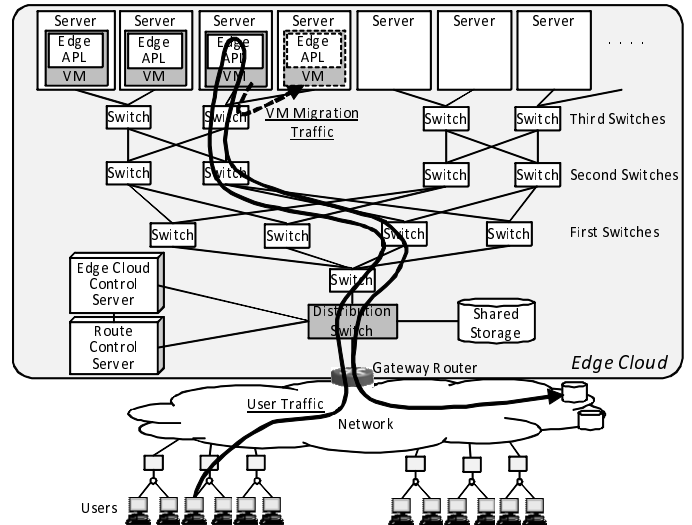 Server Server Server Server Server Server Server
Edge APL Edge APL Edge APL Edge APL
VM VM VM VM
. . . .
Switch Switch Switch Switch Third Switches
VM Migration
Traffic
Switch Switch Switch Switch Second Switches
Switch Switch Switch Switch First Switches
Switch
Edge Cloud
Control
Server
Route
Control
Server
Distribution
Switch
Shared
Storage
Gateway Router
Edge Cloud
User Traffic
Network
Users